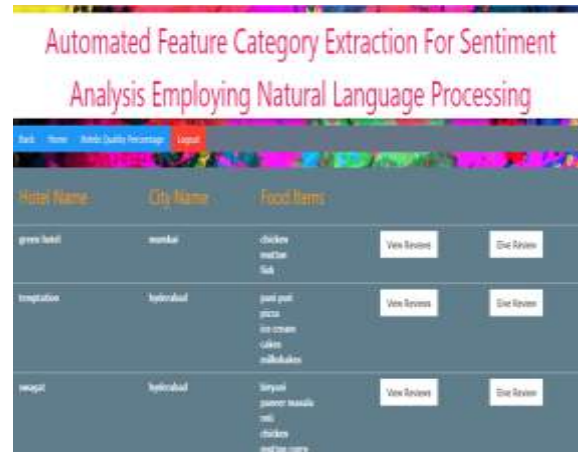 Automated Feature Category Extraction For Sentiment
Analysis Employing Natural Language Processing
Back Home Hotels Quality Percentage Logout
Hotel Name City Name Food Items
green hotel mumbai chicken View Reviews Give Review
mutton
fish
temptation hyderabad pani puri View Reviews Give Review
pizza
ice cream
cakes
milkshakes
swagat hyderabad biryani View Reviews Give Review
paneer masala
roti
chicken
mutton curry